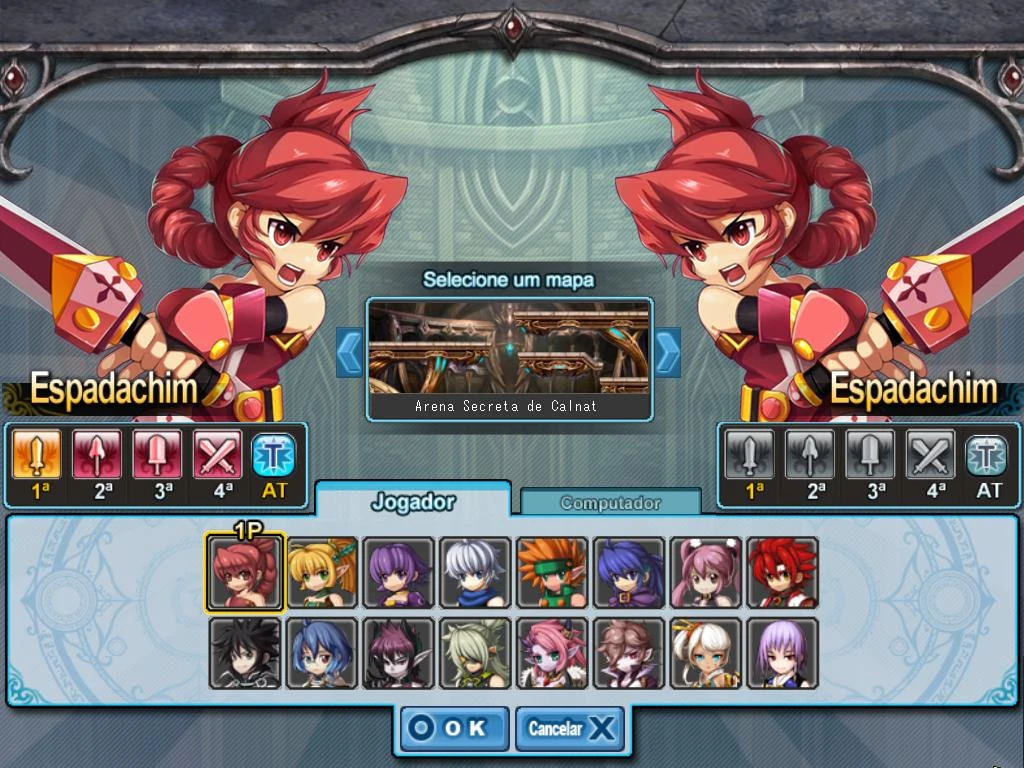 Selecione um mapa
Arena Secreta de Calnat
Espadachim
Espadachim
1ª 2ª 3ª 4ª AT
1ª 2ª 3ª 4ª AT
Jogador
Computador
1P
OK
Cancelar X